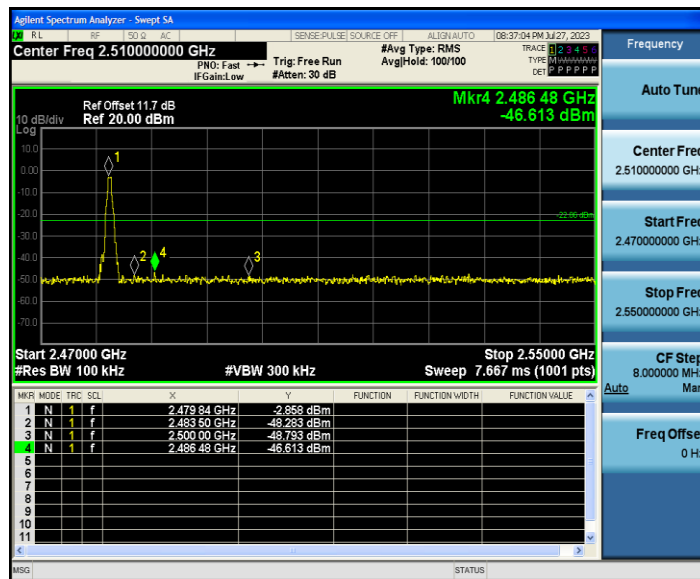 Agilent Spectrum Analyzer - Swept SA
RL RF 50 Ω AC SENSE:PULSE SOURCE OFF ALIGN AUTO 08:37:04 PM Jul 27, 2023
Center Freq 2.510000000 GHz
#Avg Type: RMS
TRACE 1 2 3 4 5 6
PNO: Fast
Trig: Free Run
Avg|Hold: 100/100
TYPE M W W W W W
IFGain:Low
#Atten: 30 dB
DET P P P P P P
Ref Offset 11.7 dB
Mkr4 2.486 48 GHz
10 dB/div
Ref 20.00 dBm
-46.613 dBm
Log
10.0
0.00
-10.0
-20.0
-30.0
-40.0
-50.0
-60.0
-70.0
1
2
4
3
-22.86 dBm
Start 2.47000 GHz
Stop 2.55000 GHz
#Res BW 100 kHz
#VBW 300 kHz
Sweep 7.667 ms (1001 pts)
MKR MODE TRC SCL X Y FUNCTION FUNCTION WIDTH FUNCTION VALUE
1 N 1 f 2.479 84 GHz -2.858 dBm
2 N 1 f 2.483 50 GHz -48.283 dBm
3 N 1 f 2.500 00 GHz -48.793 dBm
4 N 1 f 2.486 48 GHz -46.613 dBm
5
6
7
8
9
10
11
MSG
STATUS
Frequency
Auto Tune
Center Freq
2.510000000 GHz
Start Freq
2.470000000 GHz
Stop Freq
2.550000000 GHz
CF Step
8.000000 MHz
Auto Man
Freq Offset
0 Hz